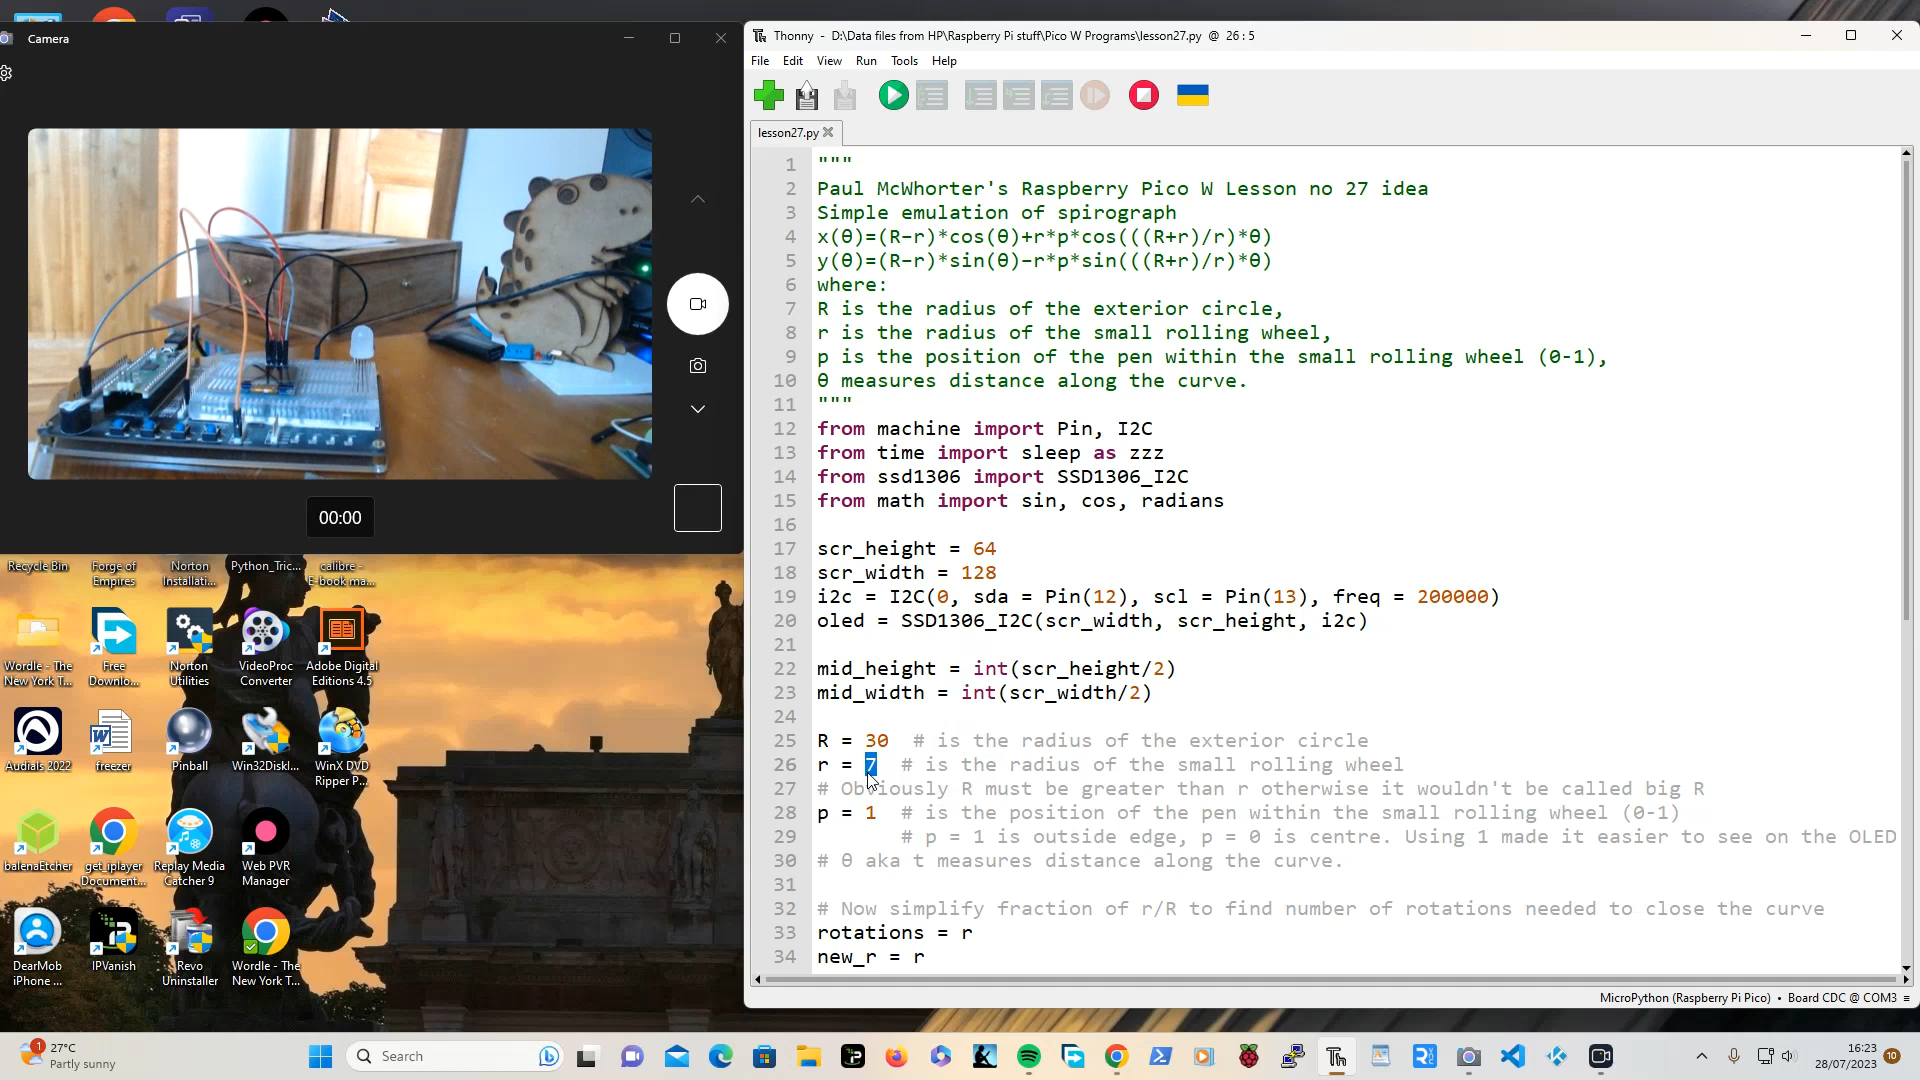 Camera
00:00
Thonny - D:\Data files from HP\Raspberry Pi stuff\Pico W Programs\lesson27.py @ 26 : 5
File Edit View Run Tools Help
lesson27.py
1 """
2 Paul McWhorter's Raspberry Pico W Lesson no 27 idea
3 Simple emulation of spirograph
4 x(θ)=(R−r)*cos(θ)+r*p*cos(((R+r)/r)*θ)
5 y(θ)=(R−r)*sin(θ)−r*p*sin(((R+r)/r)*θ)
6 where:
7 R is the radius of the exterior circle,
8 r is the radius of the small rolling wheel,
9 p is the position of the pen within the small rolling wheel (0-1),
10 θ measures distance along the curve.
11 """
12 from machine import Pin, I2C
13 from time import sleep as zzz
14 from ssd1306 import SSD1306_I2C
15 from math import sin, cos, radians
16
17 scr_height = 64
18 scr_width = 128
19 i2c = I2C(0, sda = Pin(12), scl = Pin(13), freq = 200000)
20 oled = SSD1306_I2C(scr_width, scr_height, i2c)
21
22 mid_height = int(scr_height/2)
23 mid_width = int(scr_width/2)
24
25 R = 30 # is the radius of the exterior circle
26 r = 7 # is the radius of the small rolling wheel
27 # Obviously R must be greater than r otherwise it wouldn't be called big R
28 p = 1 # is the position of the pen within the small rolling wheel (0-1)
29 # p = 1 is outside edge, p = 0 is centre. Using 1 made it easier to see on the OLED
30 # θ aka t measures distance along the curve.
31
32 # Now simplify fraction of r/R to find number of rotations needed to close the curve
33 rotations = r
34 new_r = r
MicroPython (Raspberry Pi Pico) • Board CDC @ COM3 ≡
Recycle Bin
Forge of Empires
Norton Installati...
Python_Tric...
calibre - E-book ma...
Wordle - The New York T...
Free Downlo...
Norton Utilities
VideoProc Converter
Adobe Digital Editions 4.5
Audials 2022
freezer
Pinball
Win32DiskI...
WinX DVD Ripper P...
balenaEtcher
get_iplayer Document...
Replay Media Catcher 9
Web PVR Manager
DearMob iPhone ...
IPVanish
Revo Uninstaller
Wordle - The New York T...
1
27°C
Partly sunny
Search
16:23
28/07/2023
10